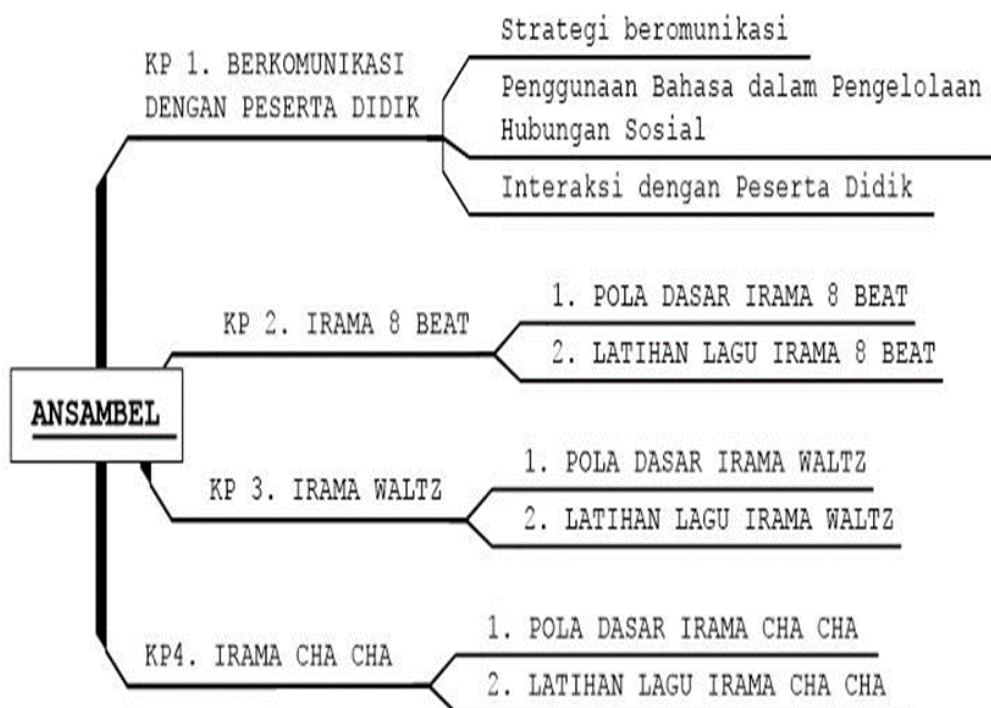 Strategi beromunikasi
KP 1. BERKOMUNIKASI
DENGAN PESERTA DIDIK
Penggunaan Bahasa dalam Pengelolaan
Hubungan Sosial
Interaksi dengan Peserta Didik
1. POLA DASAR IRAMA 8 BEAT
KP 2. IRAMA 8 BEAT
2. LATIHAN LAGU IRAMA 8 BEAT
ANSAMBEL
1. POLA DASAR IRAMA WALTZ
KP 3. IRAMA WALTZ
2. LATIHAN LAGU IRAMA WALTZ
1. POLA DASAR IRAMA CHA CHA
KP4. IRAMA CHA CHA
2. LATIHAN LAGU IRAMA CHA CHA